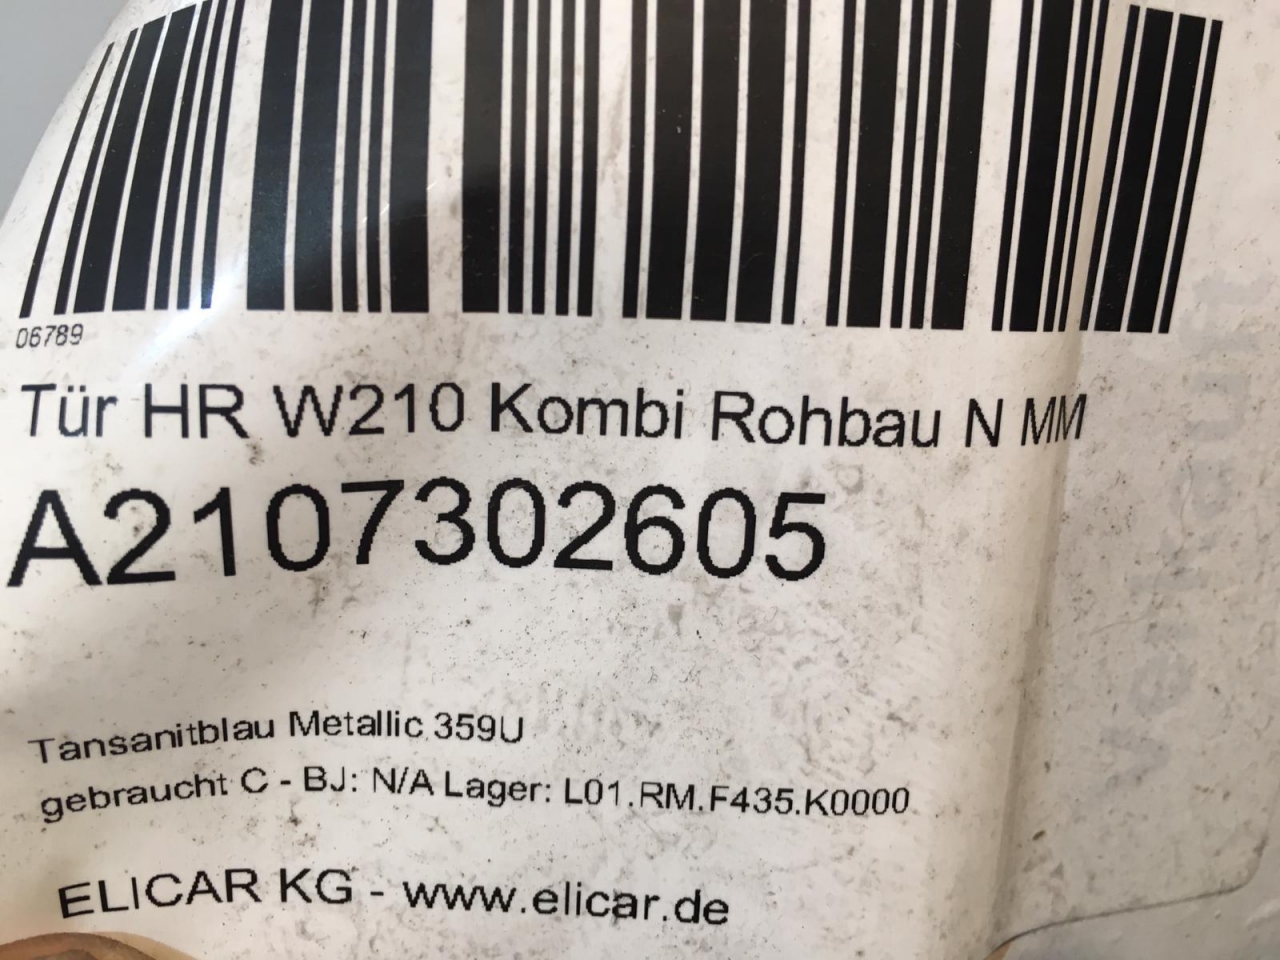 06789
Tür HR W210 Kombi Rohbau N MM
A2107302605
Tansanitblau Metallic 359U
gebraucht C - BJ: N/A Lager: L01.RM.F435.K0000
ELICAR KG - www.elicar.de